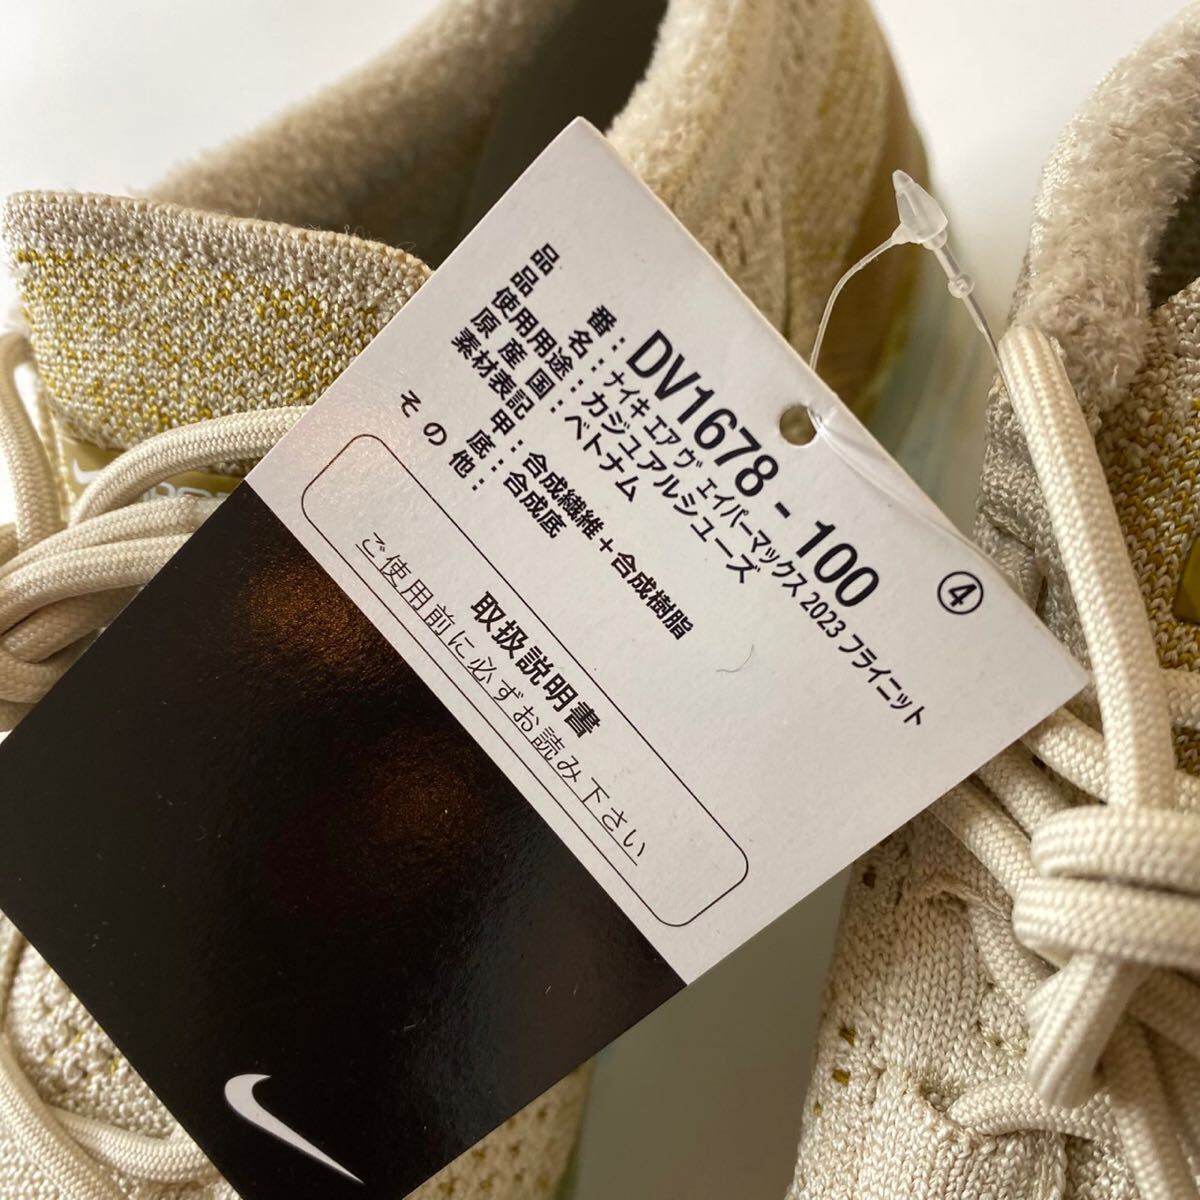 品番：DV1678-100
品名：ナイキ エア ヴェイパーマックス 2023 フライニット
使用用途：カジュアルシューズ
原産国：ベトナム
素材表記
甲：合成繊維+合成樹脂
底：合成底
その他：
④
取扱説明書
ご使用前に必ずお読み下さい